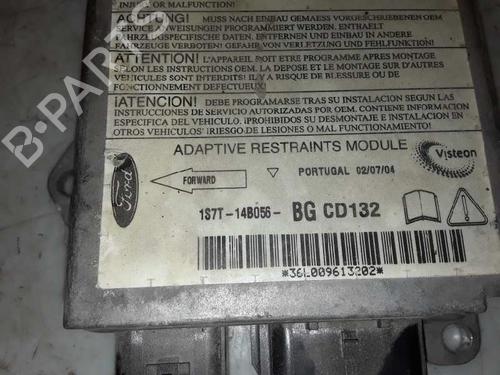 INJURY OR MALFUNCTION!
ACHTUNG! MUSS NACH EINBAU GEMAESS VORGESCHRIEBENEN OEM
SERVICE ANWEISUNGEN PROGRAMMIERT WERDEN, ENTHÄLT
FAHRZEUGSPEZIFISCHE DATEN. ENTFERNEN UND EINBAU IN ANDERE
FAHRZEUGE VERBOTEN! GEFAHR VON VERLETZUNG UND FEHLFUNKTION!
ATTENTION! L'APPAREIL DOIT ETRE PROGRAMME APRES MONTAGE
SELON LES INSTRUCTIONS OEM. LA DEPOSE ET LE MONTAGE SUR D'AUTRES
VEHICULES SONT INTERDITS! IL Y A RISQUE DE BLESSURE OU DE
FONCTIONNEMENT DEFECTUEUX!
¡ATENCION! DEBE PROGRAMARSE TRAS SU INSTALACION SEGUN LAS
INSTRUCCIONES DE SERVICIO APROBADAS POR OEM. CONTIENE INFORMACION
ESPECIFICA DEL VEHICULO. ¡PROHIBIDO SU DESMONTAJE E INSTALACION EN
OTROS VEHICULOS! ¡RIESGO DE LESIONES O MAL FUNCIONAMIENTO!
ADAPTIVE RESTRAINTS MODULE
Visteon
Ford
FORWARD
PORTUGAL 02/07/04
1S7T-14B056- BG CD132
*36L009613202*
B-PARTS